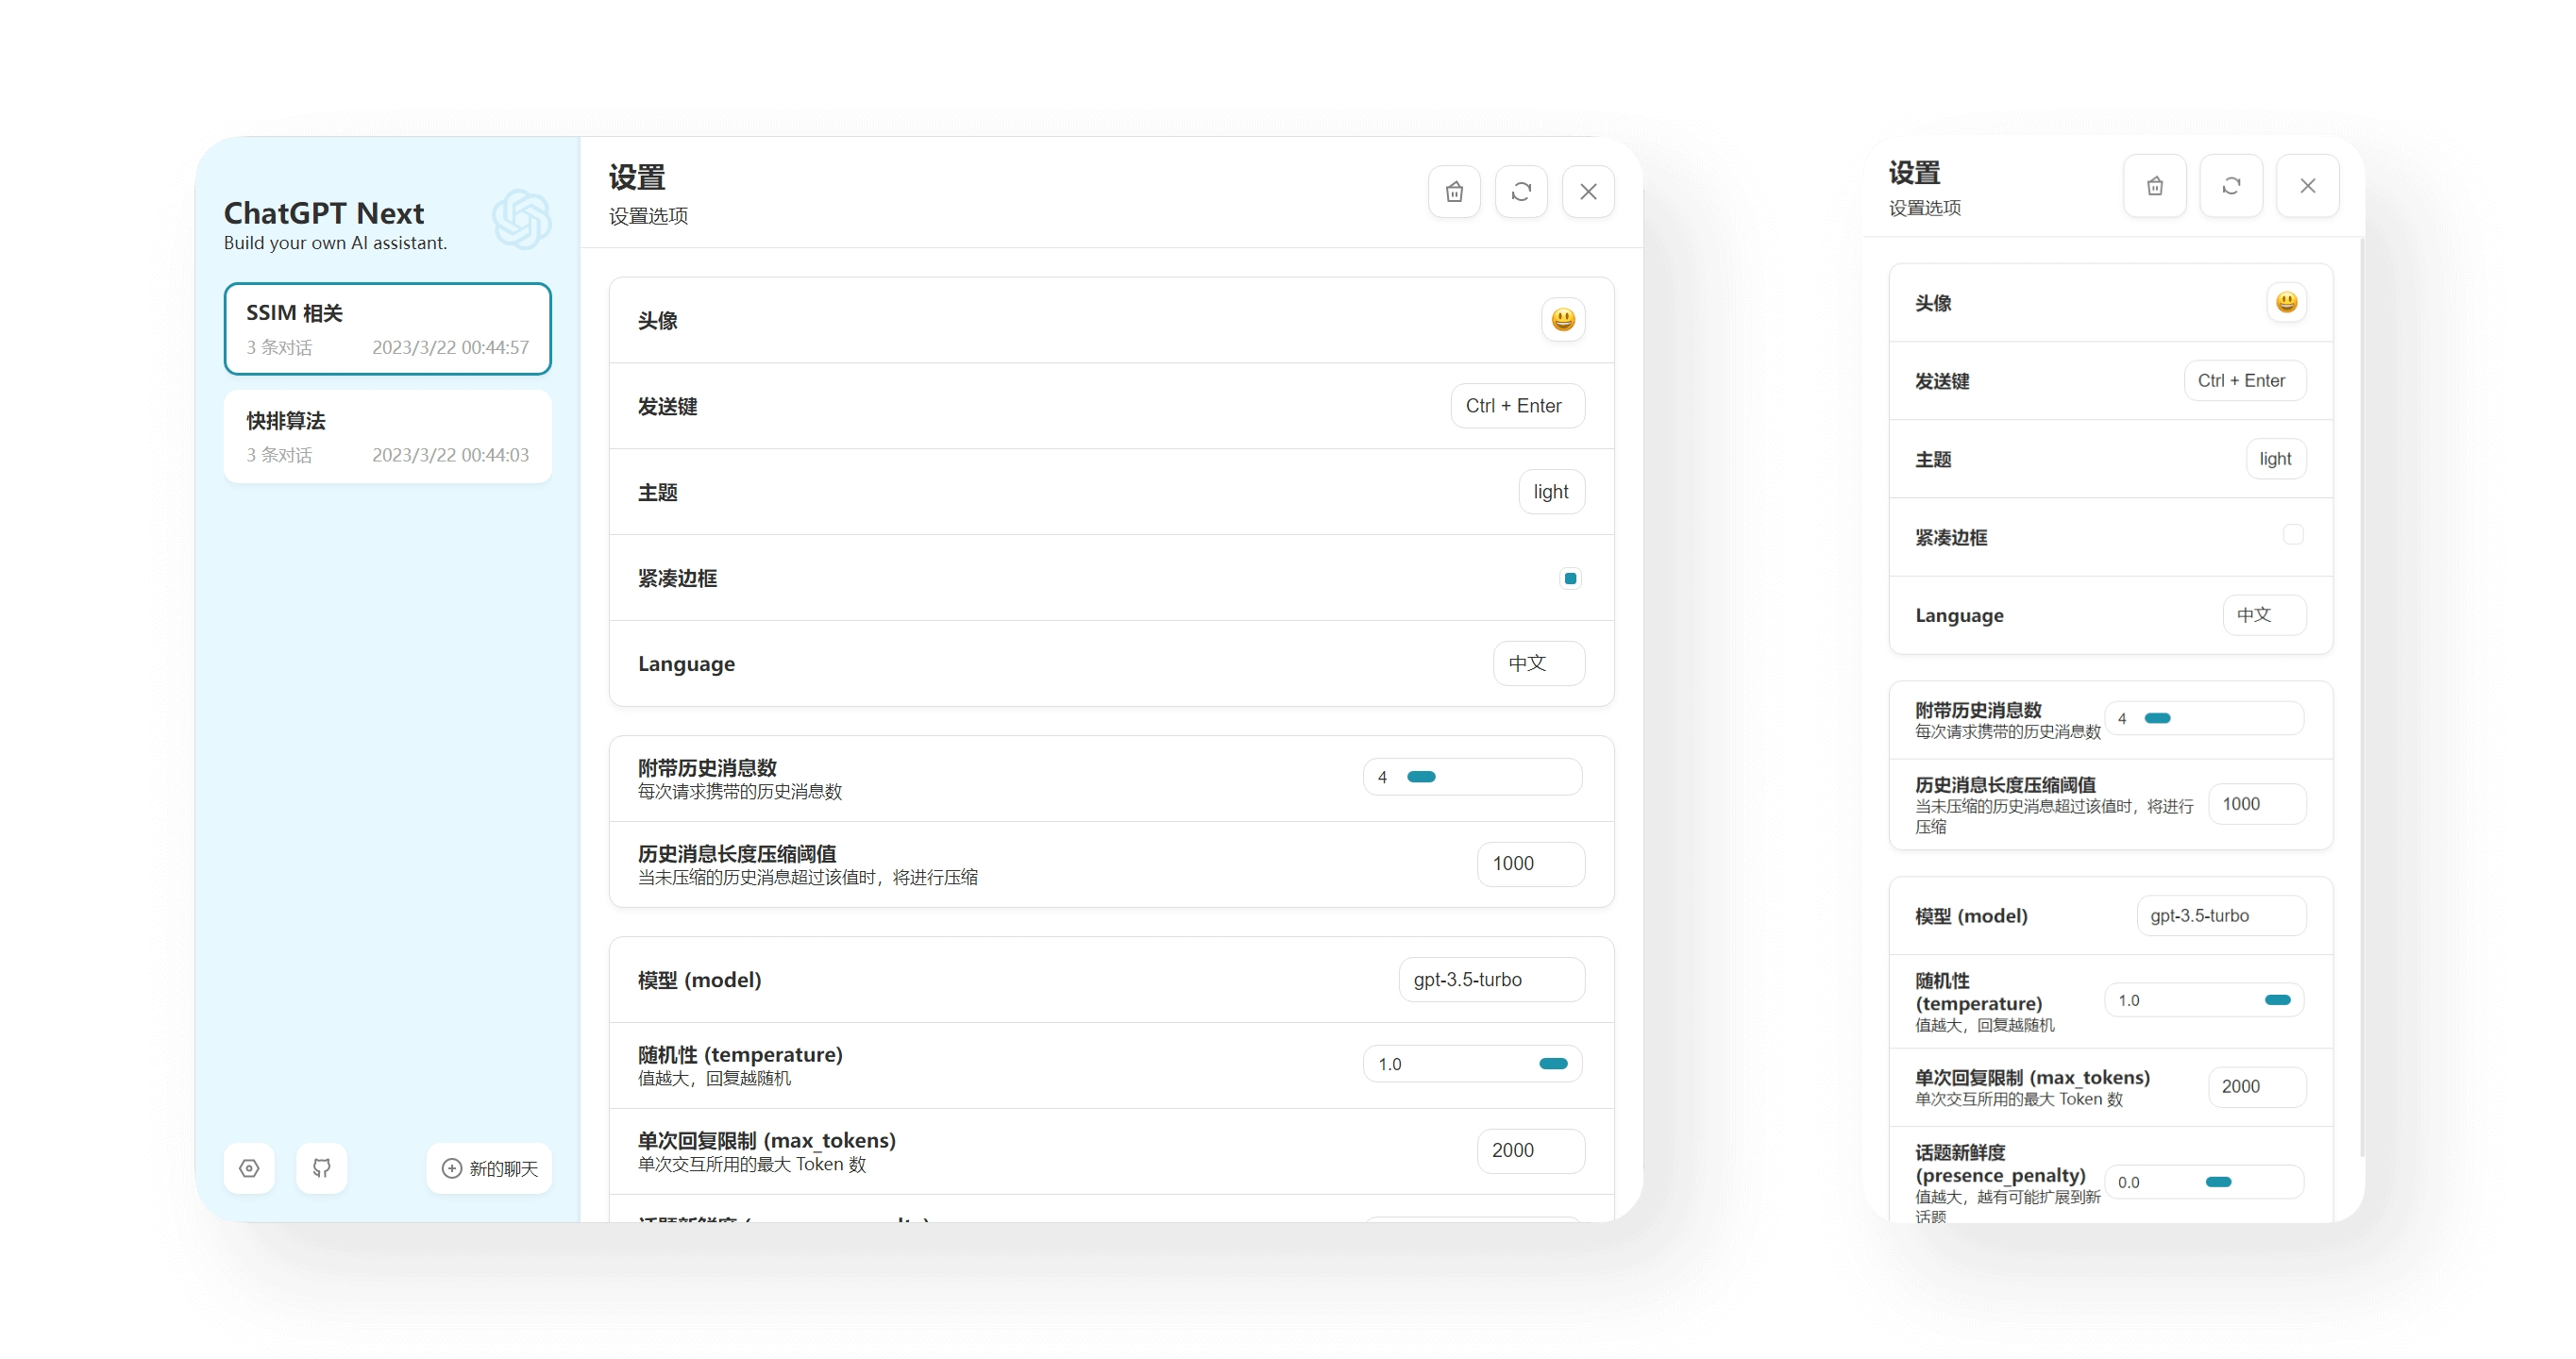 ChatGPT Next
Build your own AI assistant.
SSIM 相关
3 条对话 2023/3/22 00:44:57
快排算法
3 条对话 2023/3/22 00:44:03
新的聊天
设置
设置选项
头像
发送键 Ctrl + Enter
主题 light
紧凑边框
Language 中文
附带历史消息数
每次请求携带的历史消息数
4
历史消息长度压缩阈值
当未压缩的历史消息超过该值时，将进行压缩
1000
模型 (model) gpt-3.5-turbo
随机性 (temperature)
值越大，回复越随机
1.0
单次回复限制 (max_tokens)
单次交互所用的最大 Token 数
2000
设置
设置选项
头像
发送键 Ctrl + Enter
主题 light
紧凑边框
Language 中文
附带历史消息数
每次请求携带的历史消息数
4
历史消息长度压缩阈值
当未压缩的历史消息超过该值时，将进行
压缩
1000
模型 (model) gpt-3.5-turbo
随机性
(temperature)
值越大，回复越随机
1.0
单次回复限制 (max_tokens)
单次交互所用的最大 Token 数
2000
话题新鲜度
(presence_penalty)
值越大，越有可能扩展到新
话题
0.0